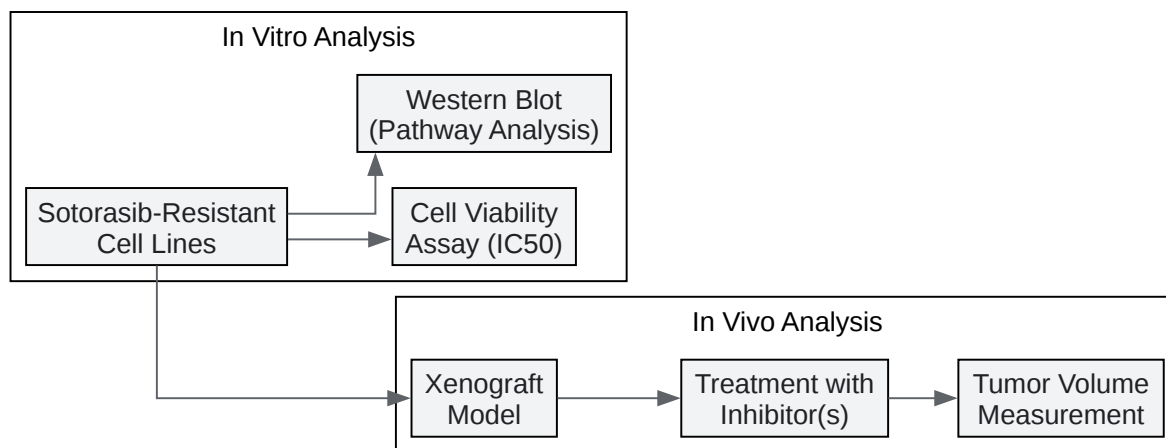 In Vitro Analysis
Western Blot
(Pathway Analysis)
Sotorasib-Resistant
Cell Lines
Cell Viability
Assay (IC50)
In Vivo Analysis
Xenograft
Model
Treatment with
Inhibitor(s)
Tumor Volume
Measurement